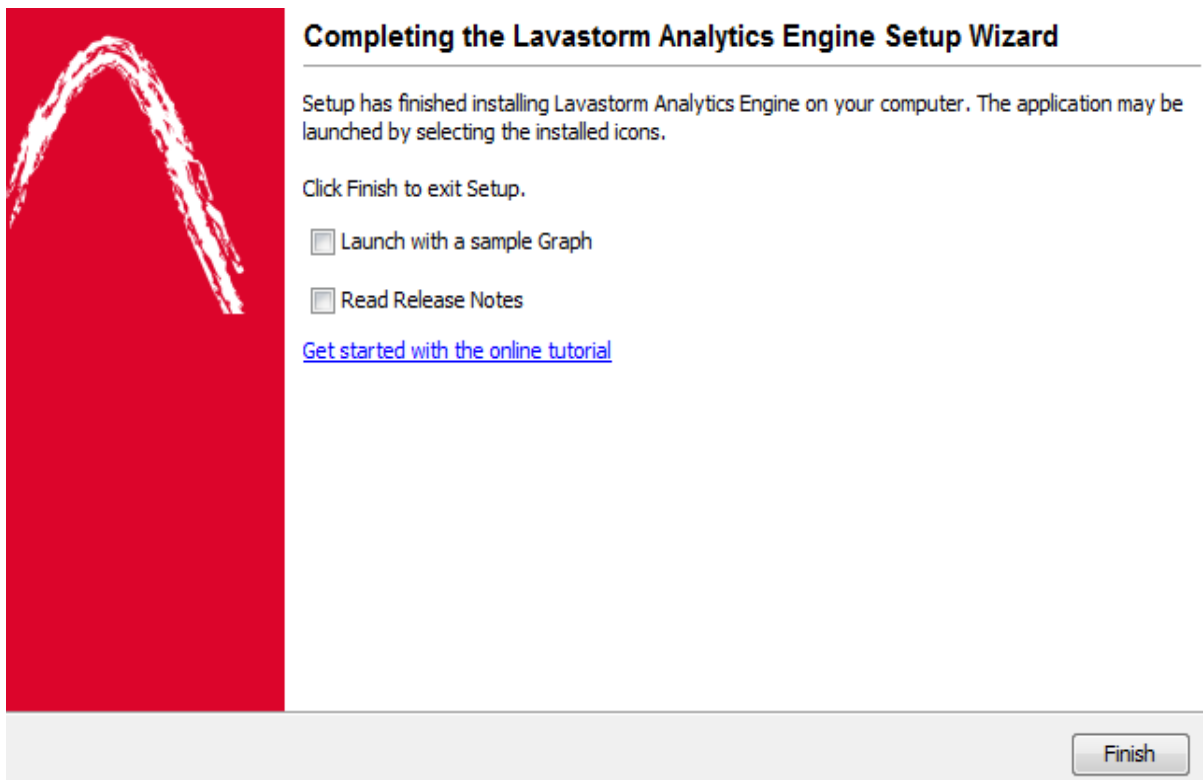 Completing the Lavastorm Analytics Engine Setup Wizard
Setup has finished installing Lavastorm Analytics Engine on your computer. The application may be
launched by selecting the installed icons.
Click Finish to exit Setup.
Launch with a sample Graph
Read Release Notes
Get started with the online tutorial
Finish